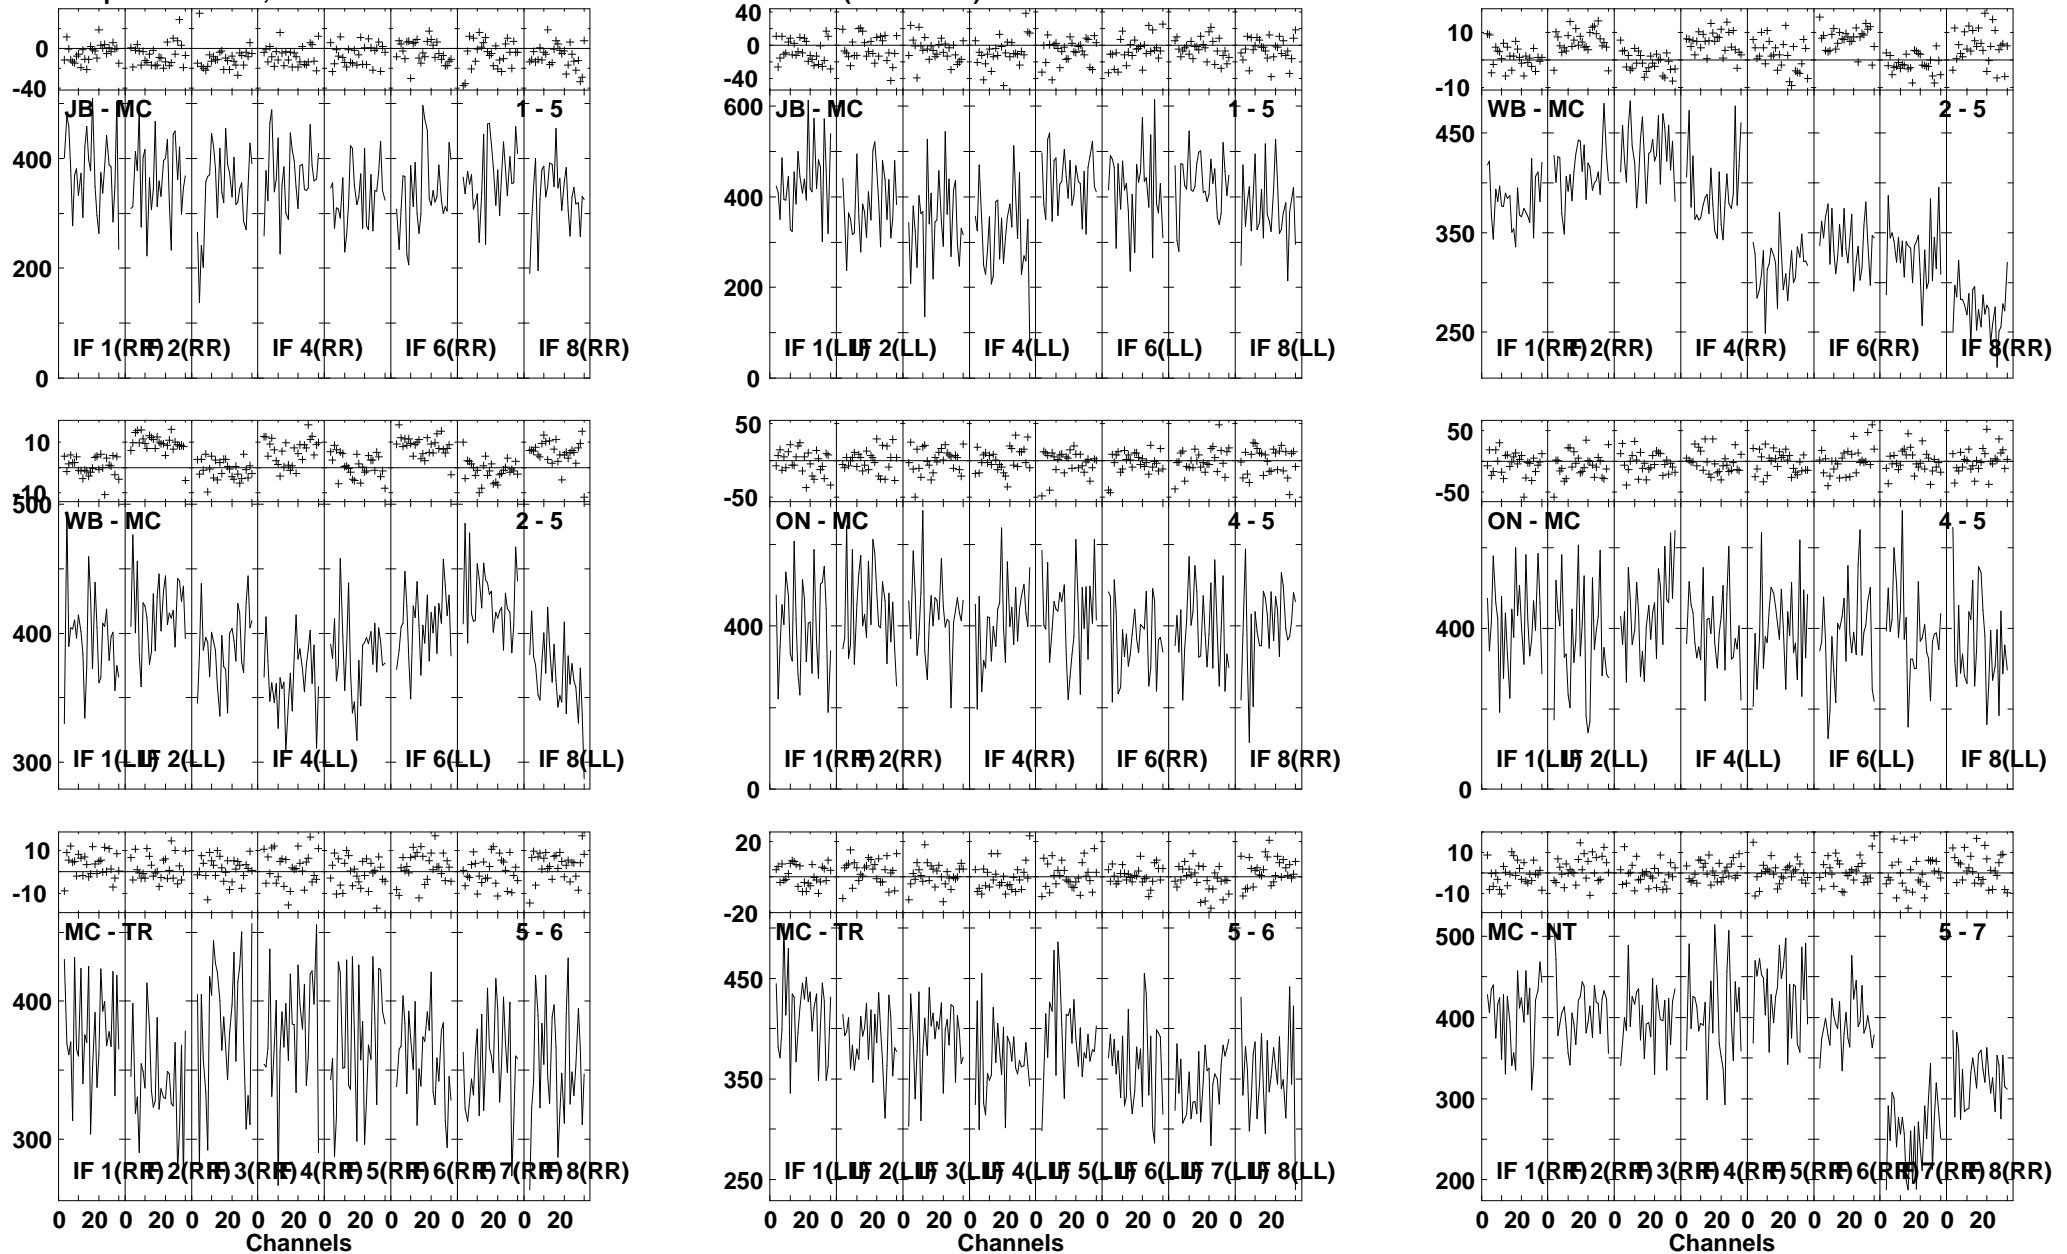 0
-40
JB - MC
1 - 5
400
200
0
IF 1(RR)
IF 2(RR)
IF 4(RR)
IF 6(RR)
IF 8(RR)
40
0
-40
JB - MC
1 - 5
600
400
200
0
IF 1(LL)
IF 2(LL)
IF 4(LL)
IF 6(LL)
IF 8(LL)
10
-10
WB - MC
2 - 5
450
350
250
IF 1(RR)
IF 2(RR)
IF 4(RR)
IF 6(RR)
IF 8(RR)
10
-10
WB - MC
2 - 5
500
400
300
IF 1(LL)
IF 2(LL)
IF 4(LL)
IF 6(LL)
IF 8(LL)
50
-50
ON - MC
4 - 5
400
0
IF 1(RR)
IF 2(RR)
IF 4(RR)
IF 6(RR)
IF 8(RR)
50
-50
ON - MC
4 - 5
400
0
IF 1(LL)
IF 2(LL)
IF 4(LL)
IF 6(LL)
IF 8(LL)
10
-10
MC - TR
5 - 6
400
300
IF 1(RR)
IF 2(RR)
IF 3(RR)
IF 4(RR)
IF 5(RR)
IF 6(RR)
IF 7(RR)
IF 8(RR)
0 20 0 20 0 20 0 20 0 20 0 20 0 20 0 20
Channels
20
-20
MC - TR
5 - 6
450
350
250
IF 1(LL)
IF 2(LL)
IF 3(LL)
IF 4(LL)
IF 5(LL)
IF 6(LL)
IF 7(LL)
IF 8(LL)
0 20 0 20 0 20 0 20 0 20 0 20 0 20 0 20
Channels
10
-10
MC - NT
5 - 7
500
400
300
200
IF 1(RR)
IF 2(RR)
IF 3(RR)
IF 4(RR)
IF 5(RR)
IF 6(RR)
IF 7(RR)
IF 8(RR)
0 20 0 20 0 20 0 20 0 20 0 20 0 20 0 20
Channels